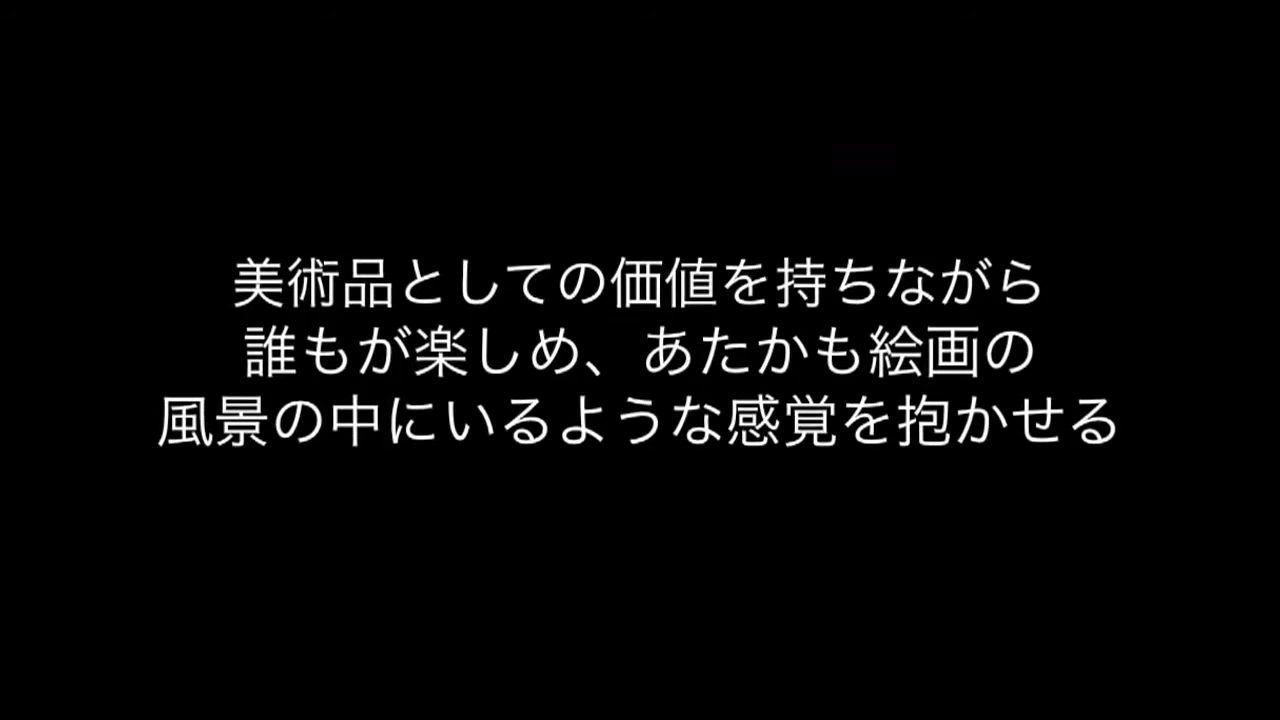 美術品としての価値を持ちながら
誰もが楽しめ、あたかも絵画の
風景の中にいるような感覚を抱かせる